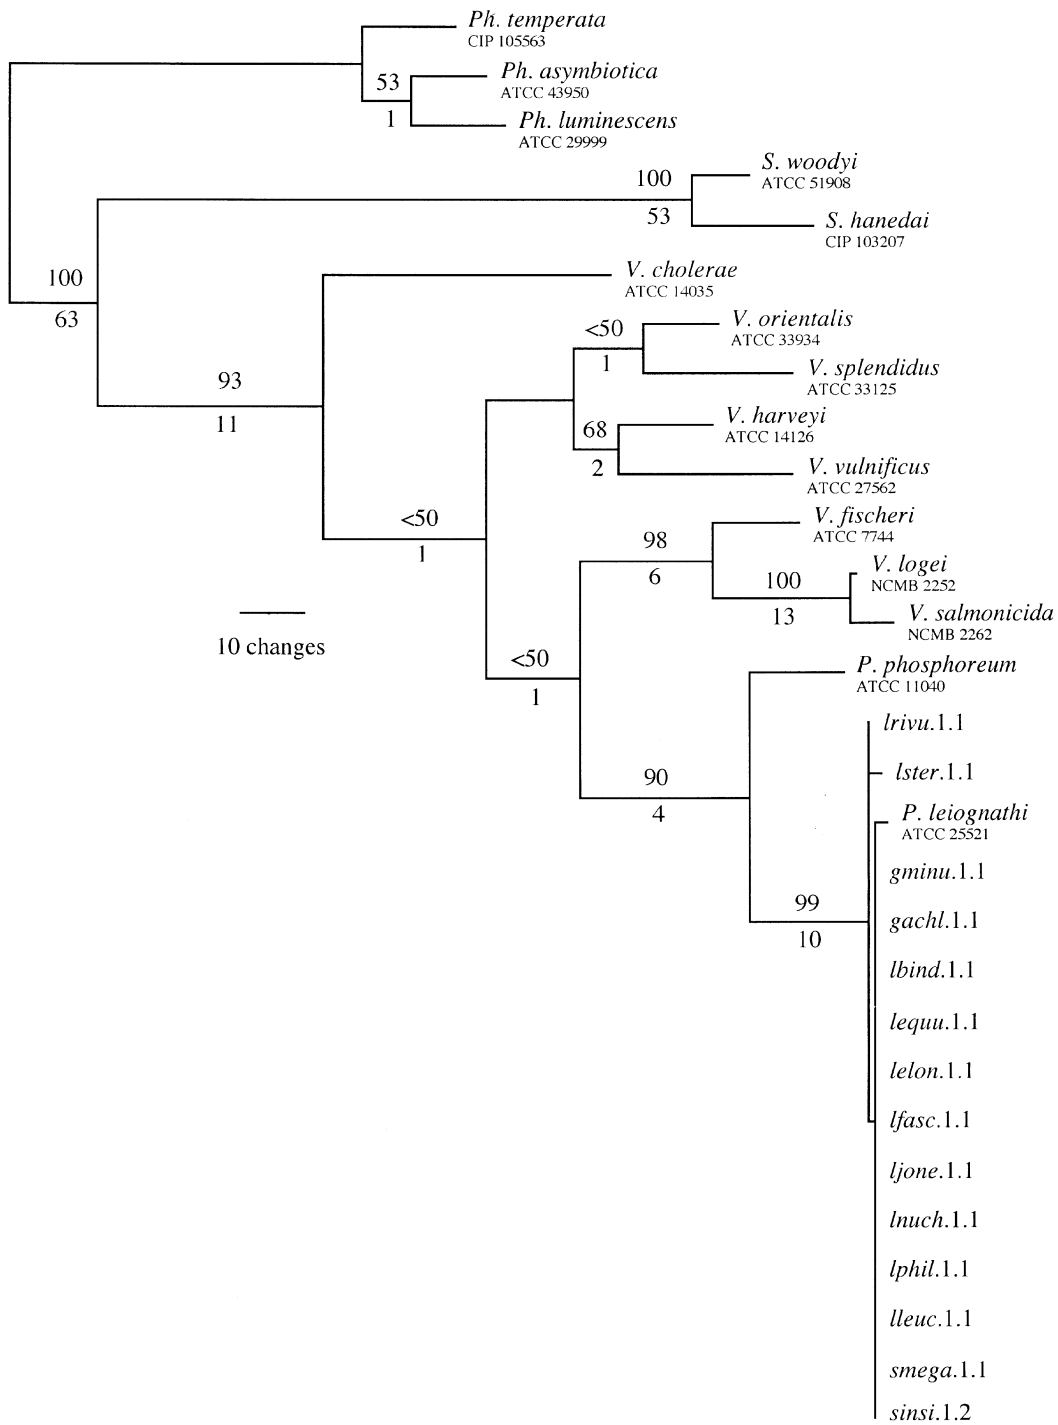 Ph. temperata
CIP 105563
Ph. asymbiotica
ATCC 43950
53
1
Ph. luminescens
ATCC 29999
S. woodyi
ATCC 51908
100
53
S. hanedai
CIP 103207
V. cholerae
ATCC 14035
100
63
V. orientalis
ATCC 33934
<50
1
V. splendidus
ATCC 33125
93
11
V. harveyi
ATCC 14126
68
2
V. vulnificus
ATCC 27562
<50
1
V. fischeri
ATCC 7744
98
6
V. logei
NCMB 2252
100
13
V. salmonicida
NCMB 2262
10 changes
<50
1
P. phosphoreum
ATCC 11040
lrivu.1.1
lster.1.1
90
4
P. leiognathi
ATCC 25521
gminu.1.1
99
10
gachl.1.1
lbind.1.1
lequu.1.1
lelon.1.1
lfasc.1.1
ljone.1.1
lnuch.1.1
lphil.1.1
lleuc.1.1
smega.1.1
sinsi.1.2